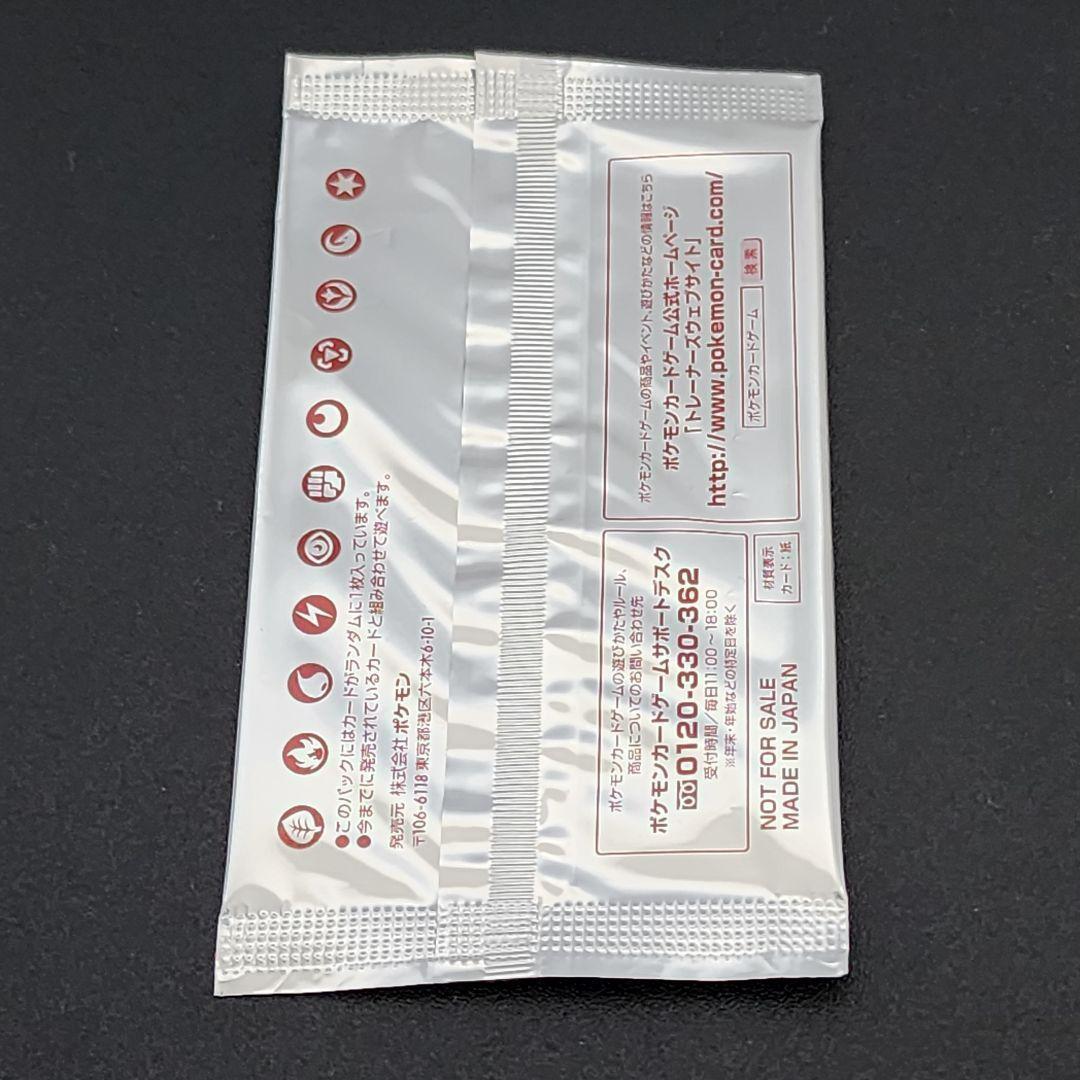 ●このパックにはカードがランダムに1枚入っています。
●今までに発売されているカードと組み合わせて遊べます。
発売元 株式会社 ポケモン
〒106-6118 東京都港区六本木6-10-1
ポケモンカードゲームの遊びかたやルール、
商品についてのお問い合わせ先
ポケモンカードゲームサポートデスク
0120-330-362
受付時間／毎日11:00～18:00
※年末・年始などの特定日を除く
NOT FOR SALE
MADE IN JAPAN
ポケモンカードゲームの商品やイベント、遊びかたなどの情報はこちら
ポケモンカードゲーム公式ホームページ
「トレーナーズウェブサイト」
http://www.pokemon-card.com/
ポケモンカードゲーム 検索
材質表示
カード：紙